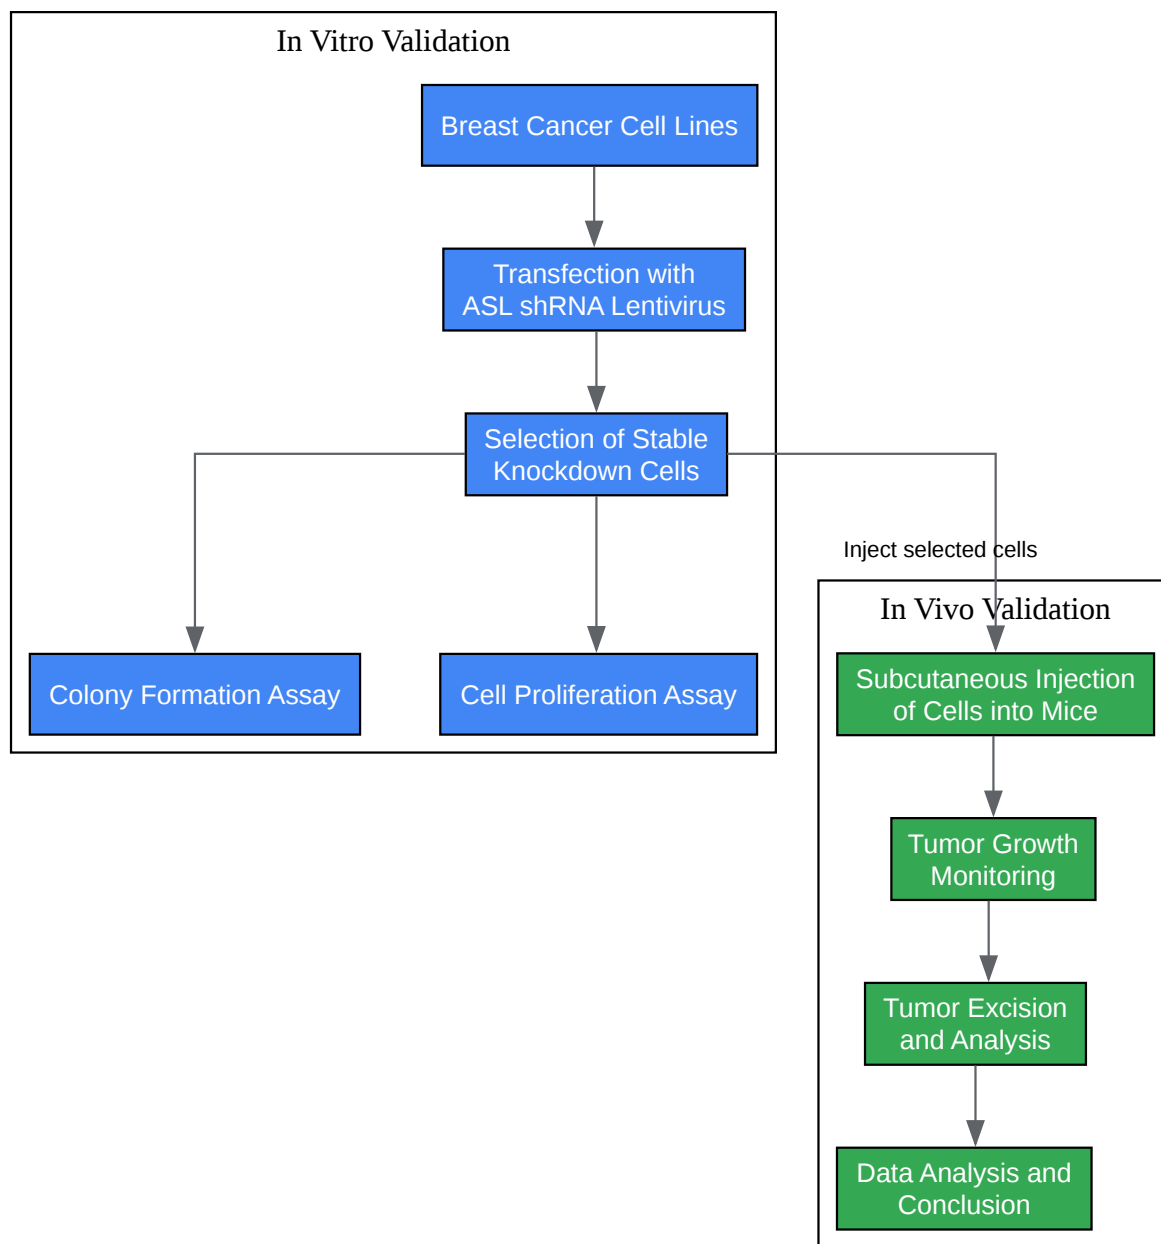 In Vitro Validation
Breast Cancer Cell Lines
Transfection with
ASL shRNA Lentivirus
Selection of Stable
Knockdown Cells
Inject selected cells
In Vivo Validation
Colony Formation Assay
Cell Proliferation Assay
Subcutaneous Injection
of Cells into Mice
Tumor Growth
Monitoring
Tumor Excision
and Analysis
Data Analysis and
Conclusion